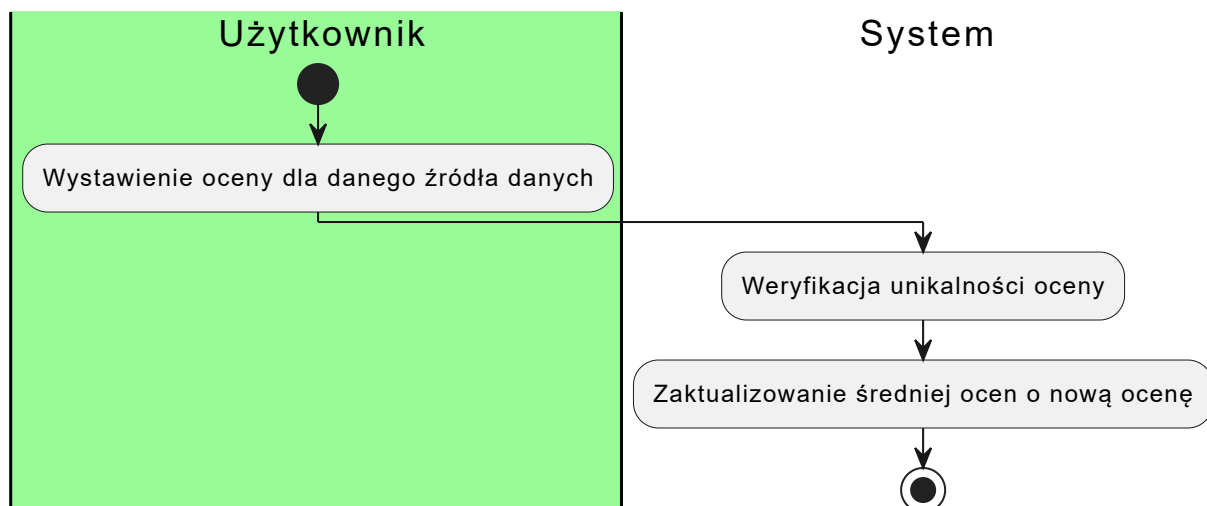 Użytkownik
System
Wystawienie oceny dla danego źródła danych
Weryfikacja unikalności oceny
Zaktualizowanie średniej ocen o nową ocenę